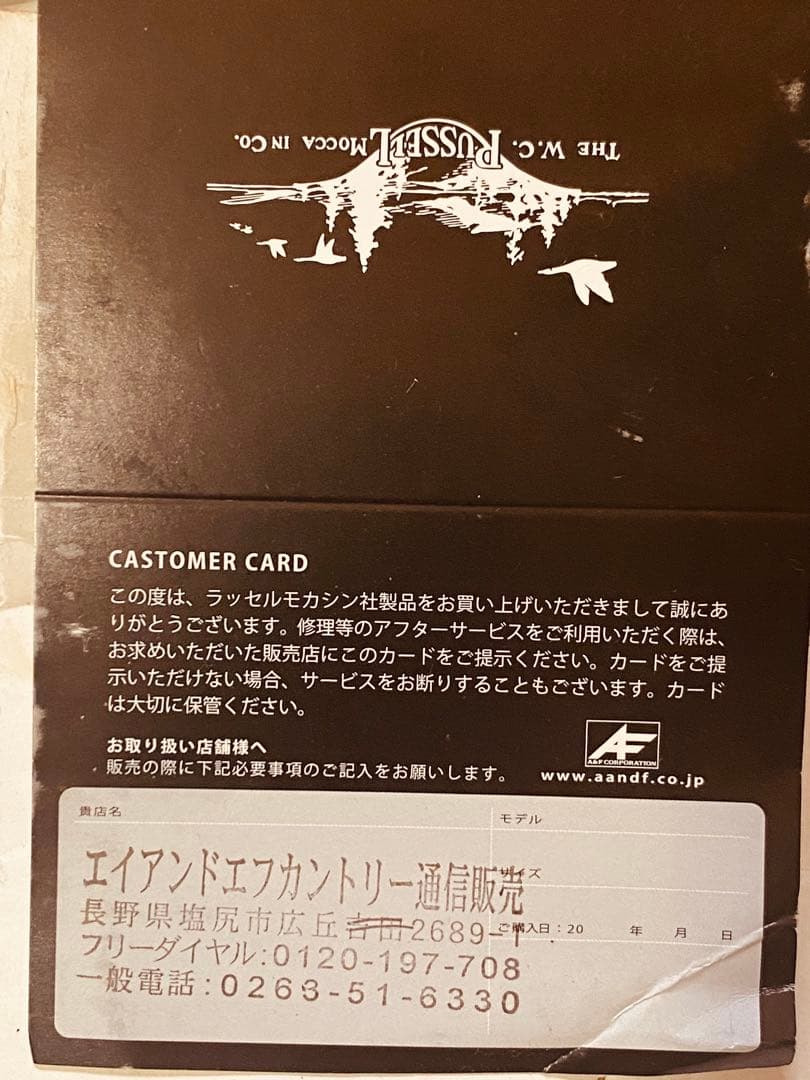 THE W.C. RUSSELL MOCCA IN CO.
CASTOMER CARD
この度は、ラッセルモカシン社製品をお買い上げいただきまして誠にあ
りがとうございます。修理等のアフターサービスをご利用いただく際は、
お求めいただいた販売店にこのカードをご提示ください。カードをご提
示いただけない場合、サービスをお断りすることもございます。カード
は大切に保管ください。
お取り扱い店舗様へ
販売の際に下記必要事項のご記入をお願いします。
AF
A&F CORPORATION
www.aandf.co.jp
貴店名
モデル
サイズ
ご購入日：20　年　月　日
エイアンドエフカントリー通信販売
長野県塩尻市広丘吉田2689-1
フリーダイヤル:0120-197-708
一般電話:0263-51-6330